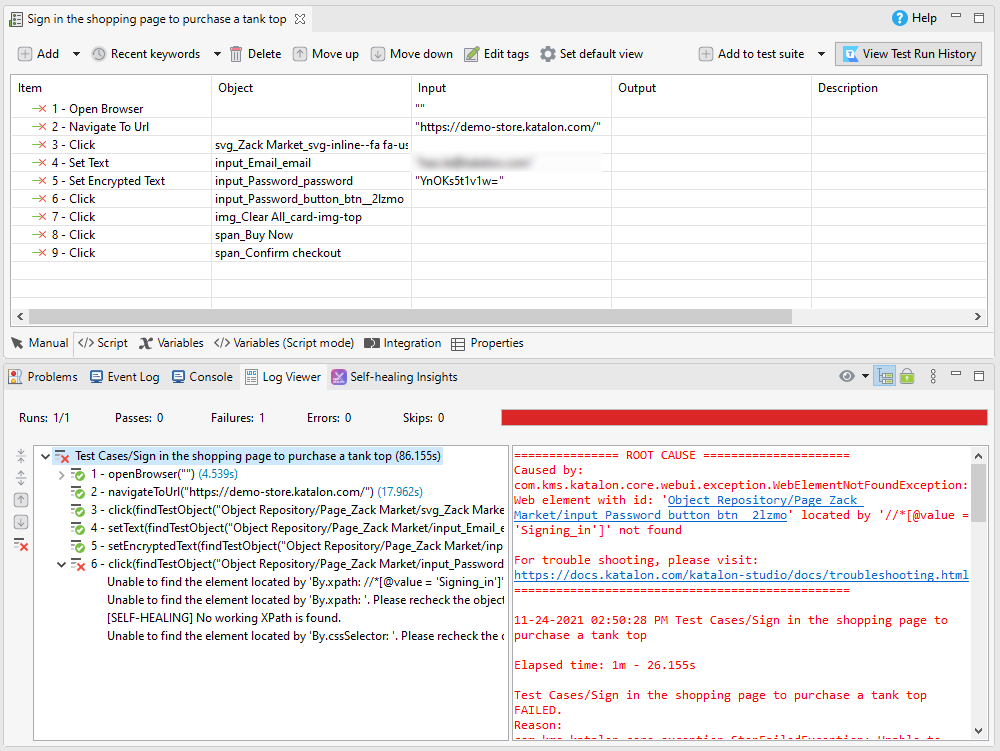 Sign in the shopping page to purchase a tank top
Help
Add
Recent keywords
Delete
Move up
Move down
Edit tags
Set default view
Add to test suite
View Test Run History
Item Object Input Output Description
1 - Open Browser ""
2 - Navigate To Url "https://demo-store.katalon.com/"
3 - Click svg_Zack Market_svg-inline--fa fa-us
4 - Set Text input_Email_email
5 - Set Encrypted Text input_Password_password "YnOKs5t1v1w="
6 - Click input_Password_button_btn__2lzmo
7 - Click img_Clear All_card-img-top
8 - Click span_Buy Now
9 - Click span_Confirm checkout
Manual </> Script Variables </> Variables (Script mode) Integration Properties
Problems Event Log Console Log Viewer Self-healing Insights
Runs: 1/1 Passes: 0 Failures: 1 Errors: 0 Skips: 0
Test Cases/Sign in the shopping page to purchase a tank top (86.155s)
1 - openBrowser("") (4.539s)
2 - navigateToUrl("https://demo-store.katalon.com/") (17.962s)
3 - click(findTestObject("Object Repository/Page_Zack Market/svg_Zack Marke
4 - setText(findTestObject("Object Repository/Page_Zack Market/input_Email_e
5 - setEncryptedText(findTestObject("Object Repository/Page_Zack Market/inp
6 - click(findTestObject("Object Repository/Page_Zack Market/input_Password
Unable to find the element located by 'By.xpath: //*[@value = 'Signing_in']'
Unable to find the element located by 'By.xpath: '. Please recheck the object
[SELF-HEALING] No working XPath is found.
Unable to find the element located by 'By.cssSelector: '. Please recheck the o
=============== ROOT CAUSE =====================
Caused by:
com.kms.katalon.core.webui.exception.WebElementNotFoundException:
Web element with id: 'Object Repository/Page_Zack
Market/input_Password_button_btn__2lzmo' located by '//*[@value =
'Signing_in']' not found
For trouble shooting, please visit:
https://docs.katalon.com/katalon-studio/docs/troubleshooting.html
================================================
11-24-2021 02:50:28 PM Test Cases/Sign in the shopping page to
purchase a tank top
Elapsed time: 1m - 26.155s
Test Cases/Sign in the shopping page to purchase a tank top
FAILED.
Reason:
com.kms.katalon.core.exception.StepFailedException: Unable to